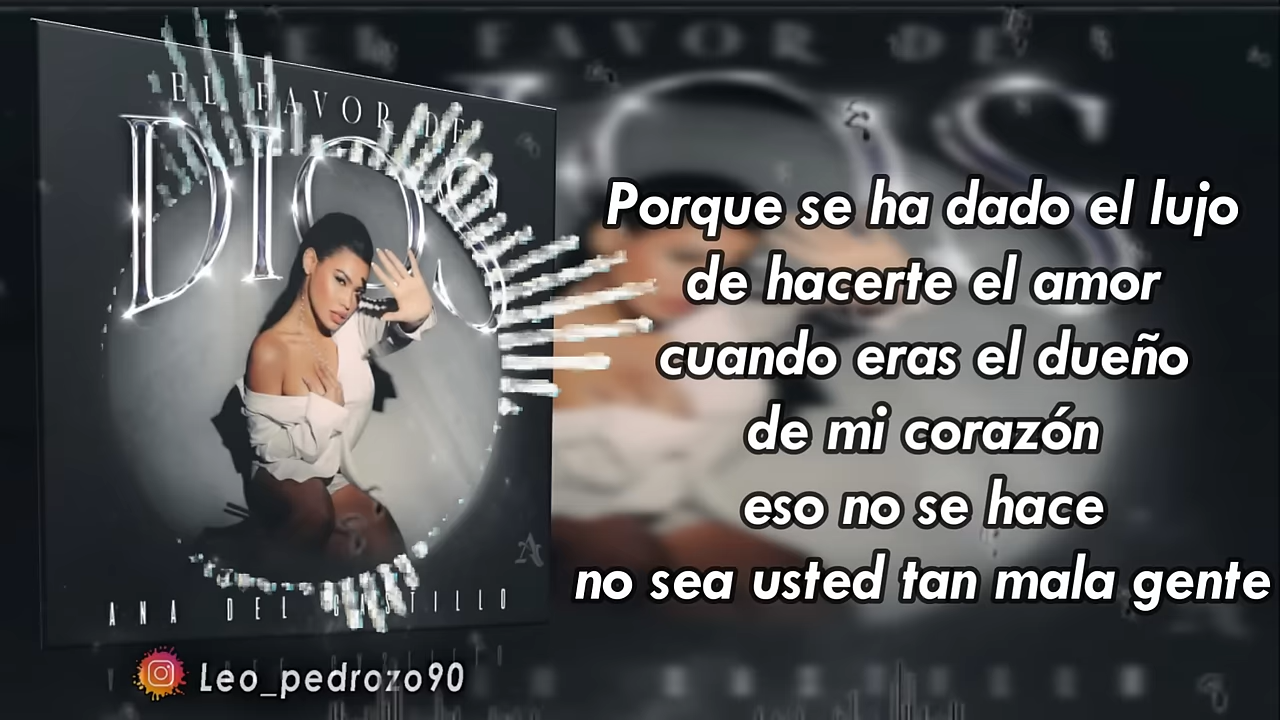 EL FAVOR DE
DIOS
ANA DEL CASTILLO
Leo_pedrozo90
Porque se ha dado el lujo
de hacerte el amor
cuando eras el dueño
de mi corazón
eso no se hace
no sea usted tan mala gente